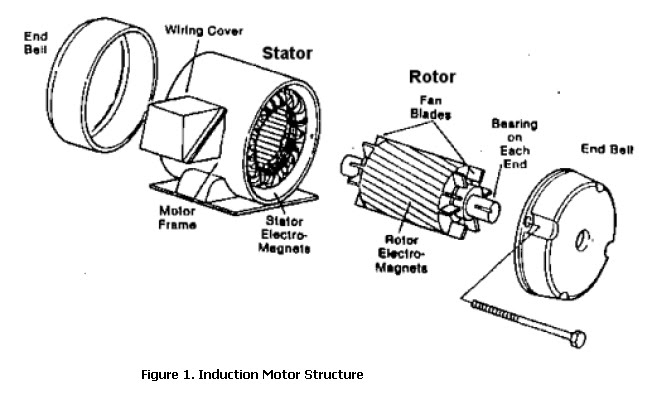 End
Bell
Wiring Cover
Stator
Rotor
Fan
Blades
Bearing
on
Each
End
End Bell
Motor
Frame
Stator
Electro-
Magnets
Rotor
Electro-
Magnets
Figure 1. Induction Motor Structure